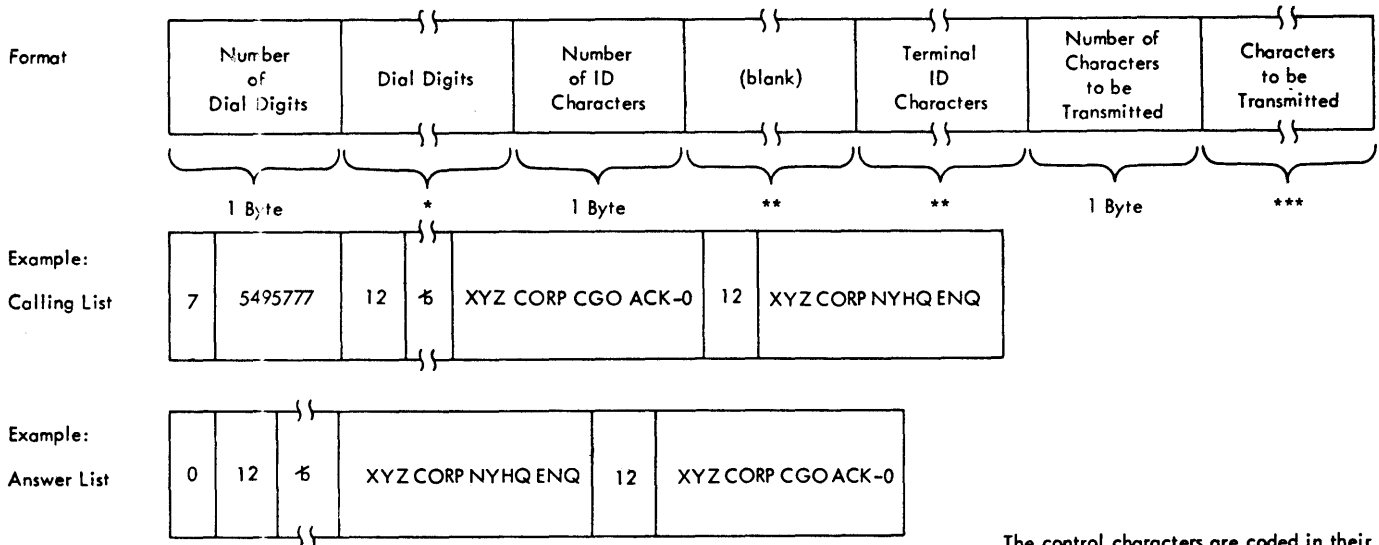 Format
Number
of
Dial Digits
Dial Digits
Number
of ID
Characters
(blank)
Terminal
ID
Characters
Number of
Characters
to be
Transmitted
Characters
to be
Transmitted
1 Byte * 1 Byte ** ** 1 Byte ***
Example:
Calling List
7 5495777 12 ƀ XYZ CORP CGO ACK-0 12 XYZ CORP NYHQ ENQ
Example:
Answer List
0 12 ƀ XYZ CORP NYHQ ENQ 12 XYZ CORP CGO ACK-0
The control characters are coded in their